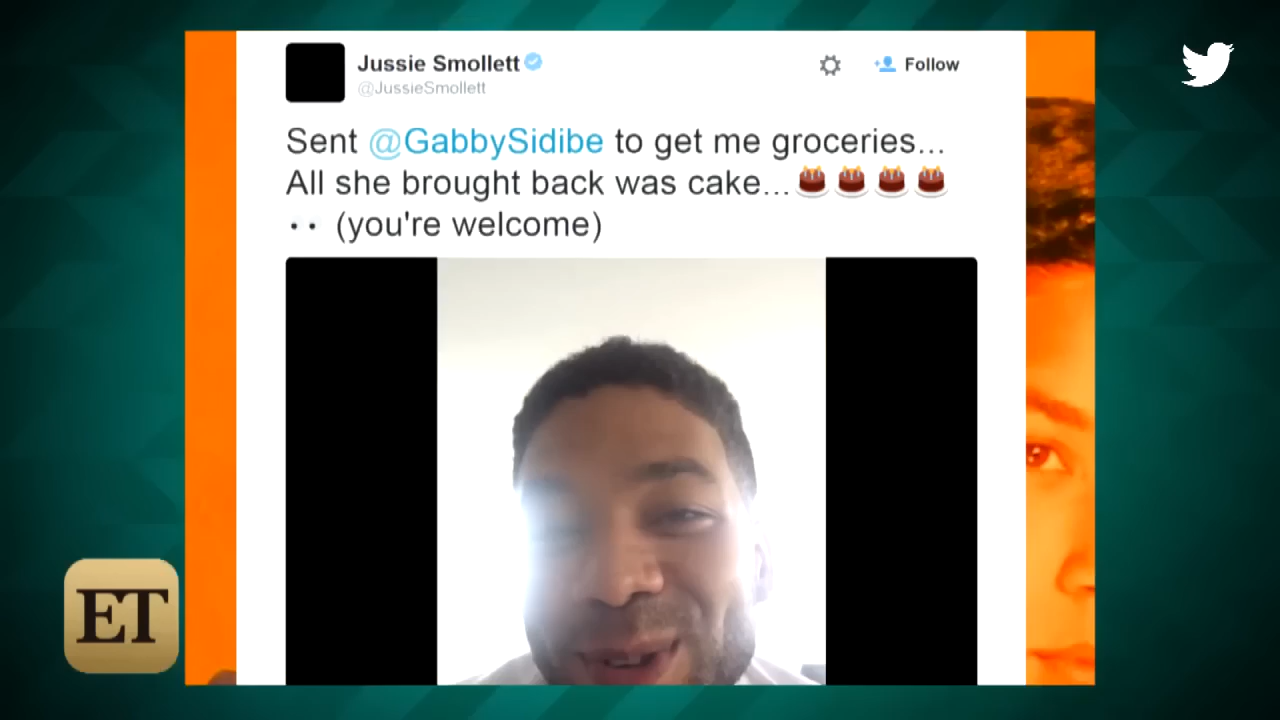 Jussie Smollett
Follow
@JussieSmollett
Sent @GabbySidibe to get me groceries...
All she brought back was cake...🎂🎂🎂🎂
•• (you're welcome)
ET